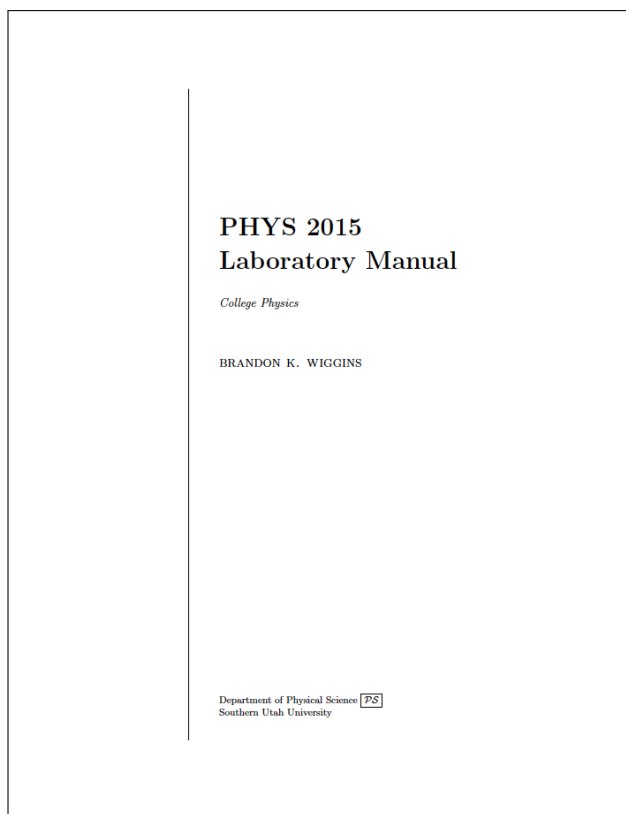 PHYS 2015
Laboratory Manual
College Physics
BRANDON K. WIGGINS
Department of Physical Science PS
Southern Utah University